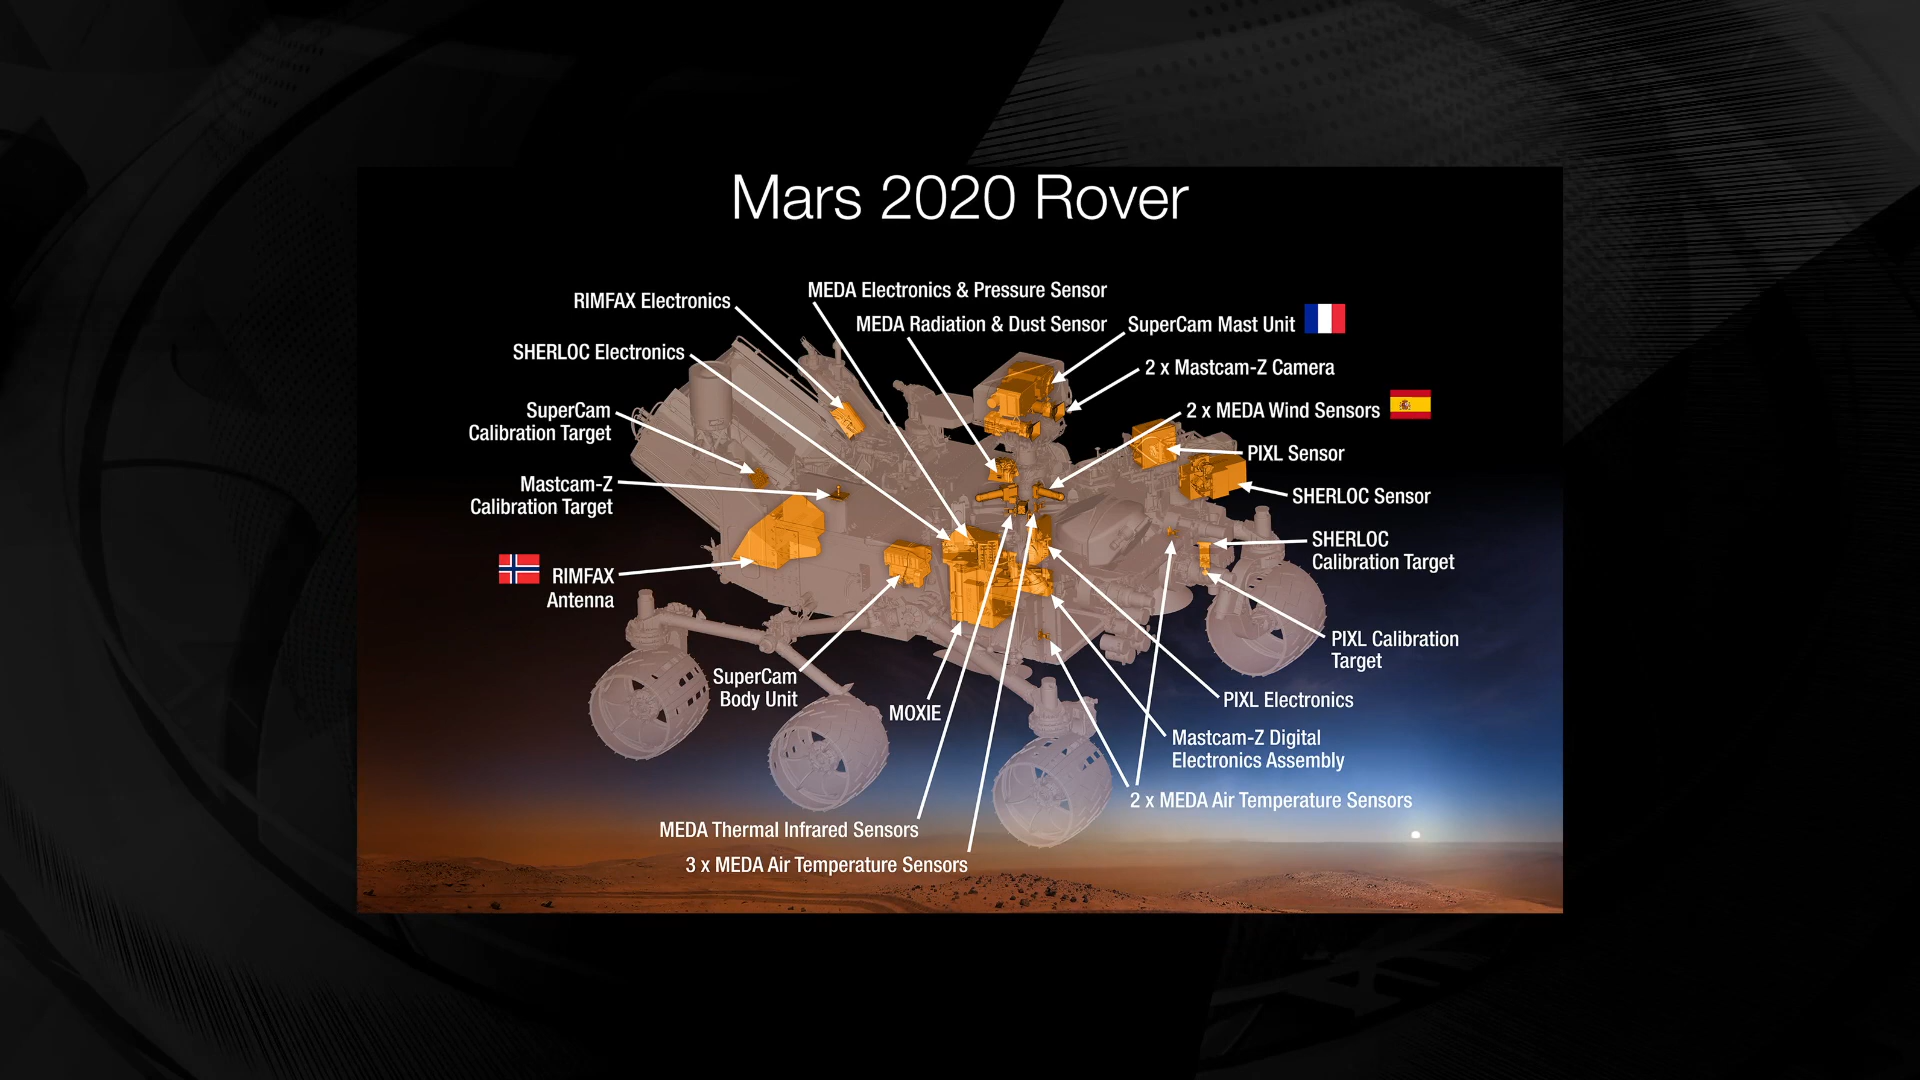 Mars 2020 Rover
RIMFAX Electronics
MEDA Electronics & Pressure Sensor
MEDA Radiation & Dust Sensor
SuperCam Mast Unit
SHERLOC Electronics
2 x Mastcam-Z Camera
SuperCam
Calibration Target
2 x MEDA Wind Sensors
PIXL Sensor
Mastcam-Z
Calibration Target
SHERLOC Sensor
SHERLOC
Calibration Target
RIMFAX
Antenna
PIXL Calibration
Target
SuperCam
Body Unit
MOXIE
PIXL Electronics
Mastcam-Z Digital
Electronics Assembly
2 x MEDA Air Temperature Sensors
MEDA Thermal Infrared Sensors
3 x MEDA Air Temperature Sensors